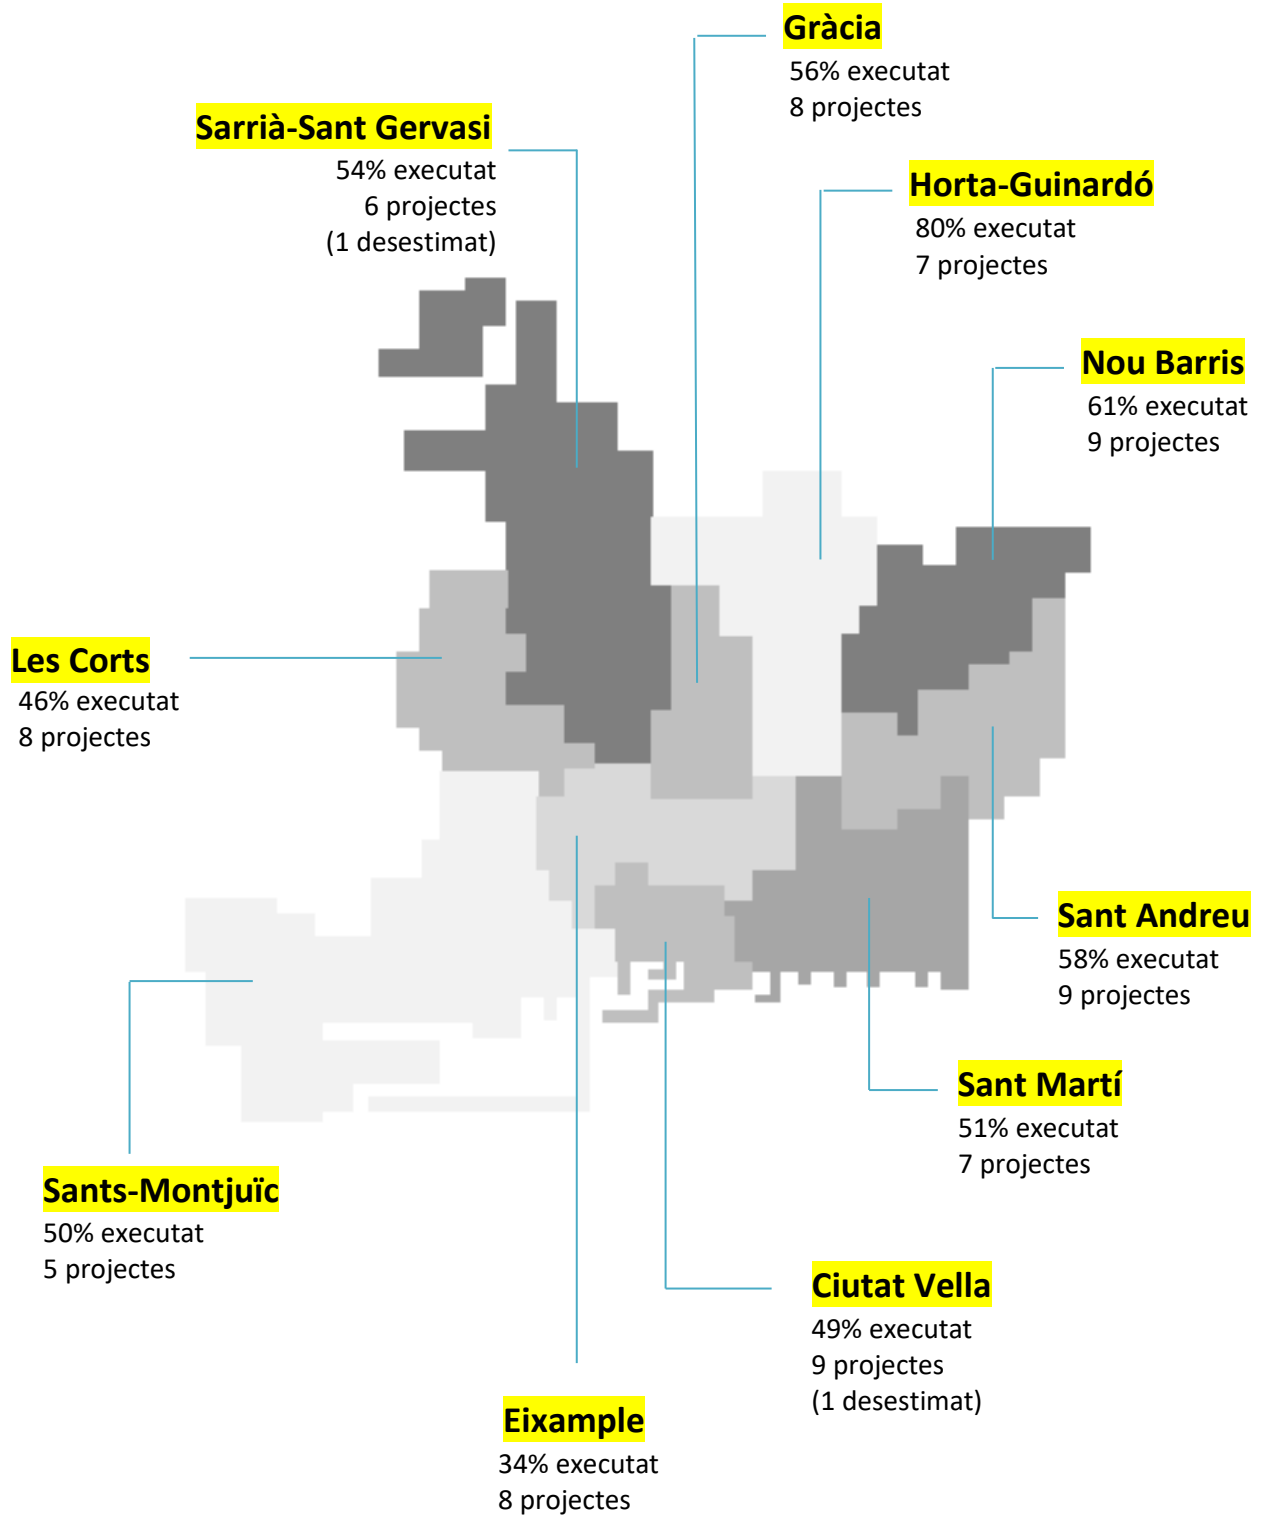 Gràcia
56% executat
8 projectes
Sarrià-Sant Gervasi
54% executat
6 projectes
(1 desestimat)
Horta-Guinardó
80% executat
7 projectes
Nou Barris
61% executat
9 projectes
Les Corts
46% executat
8 projectes
Sant Andreu
58% executat
9 projectes
Sant Martí
51% executat
7 projectes
Sants-Montjuïc
50% executat
5 projectes
Ciutat Vella
49% executat
9 projectes
(1 desestimat)
Eixample
34% executat
8 projectes